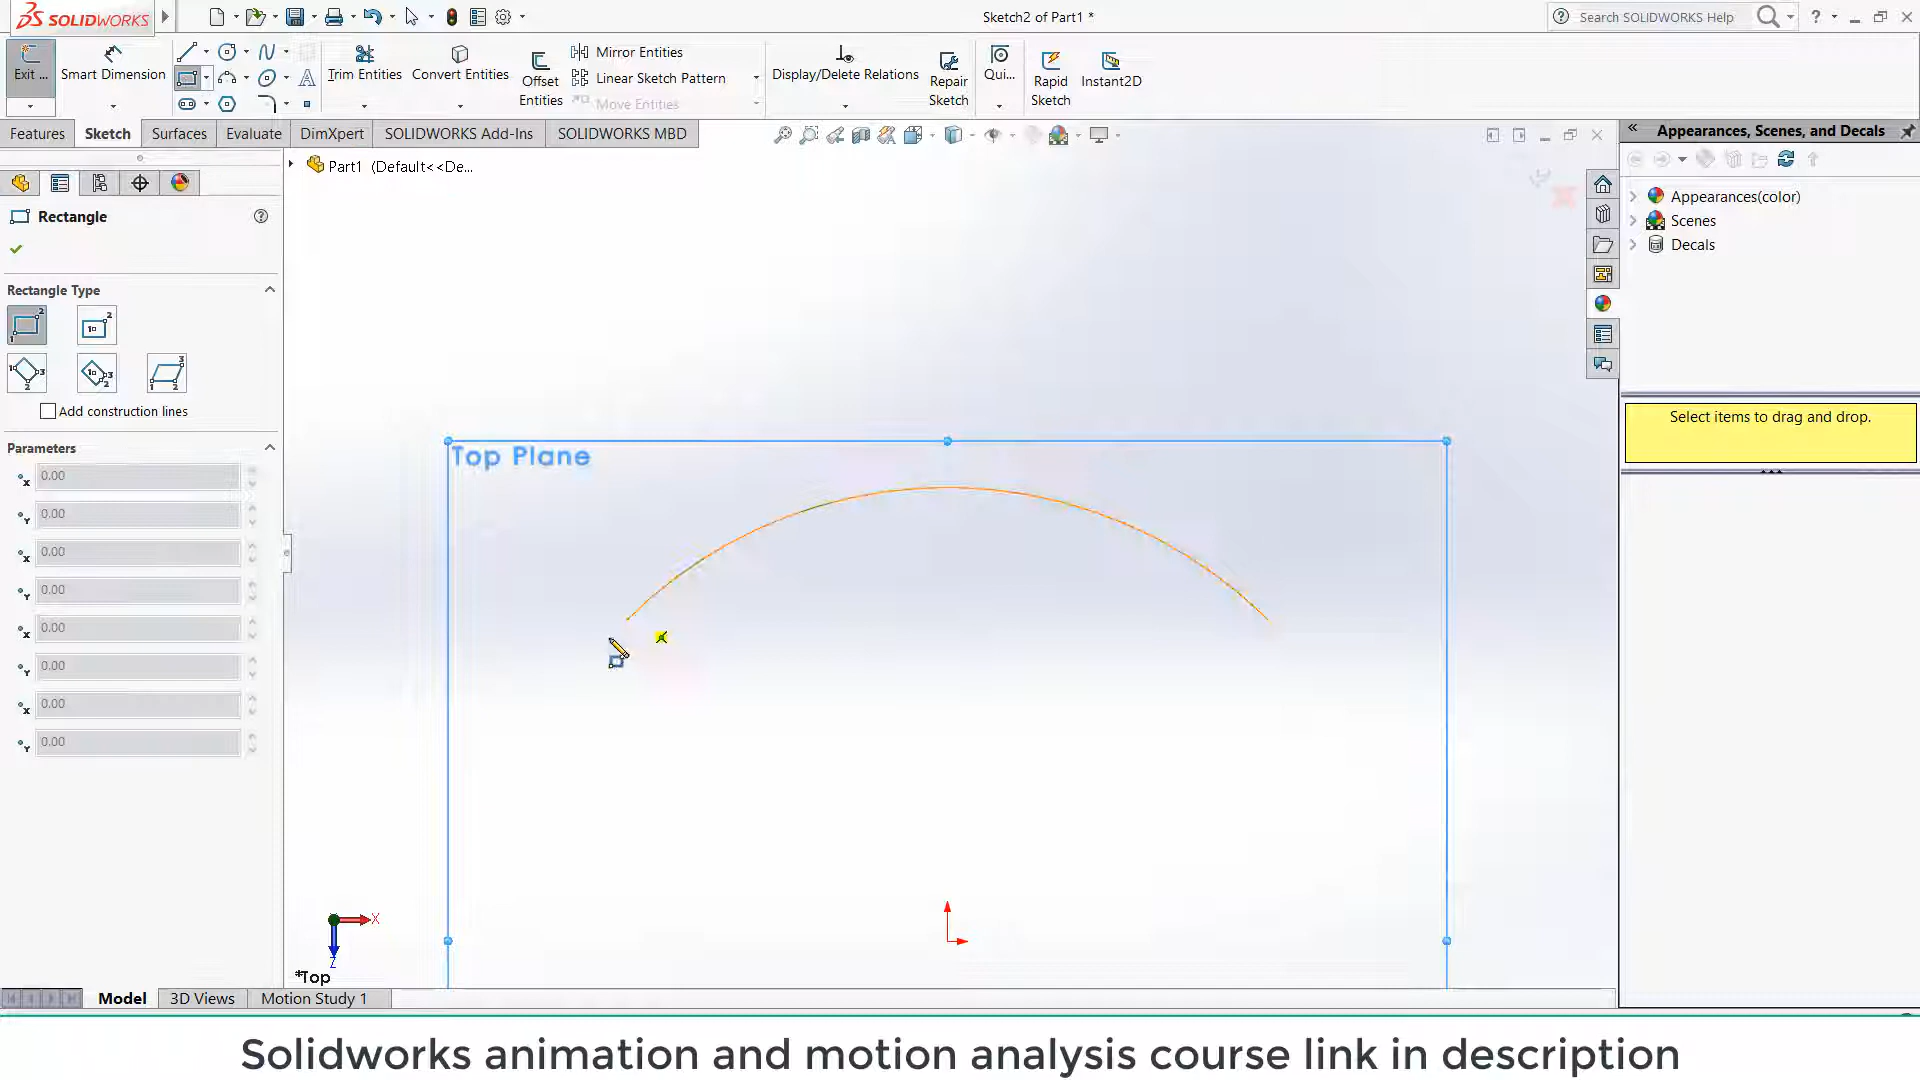 SOLIDWORKS
Sketch2 of Part1 *
Search SOLIDWORKS Help
Exit ...
Smart Dimension
Trim Entities
Convert Entities
Offset
Entities
Mirror Entities
Linear Sketch Pattern
Move Entities
Display/Delete Relations
Repair
Sketch
Qui...
Rapid
Sketch
Instant2D
Features
Sketch
Surfaces
Evaluate
DimXpert
SOLIDWORKS Add-Ins
SOLIDWORKS MBD
Appearances, Scenes, and Decals
Part1 (Default<<De...
Rectangle
Appearances(color)
Scenes
Decals
Rectangle Type
Add construction lines
Select items to drag and drop.
Parameters
Top Plane
0.00
0.00
0.00
0.00
0.00
0.00
0.00
0.00
X
Z
*Top
Model
3D Views
Motion Study 1
Solidworks animation and motion analysis course link in description